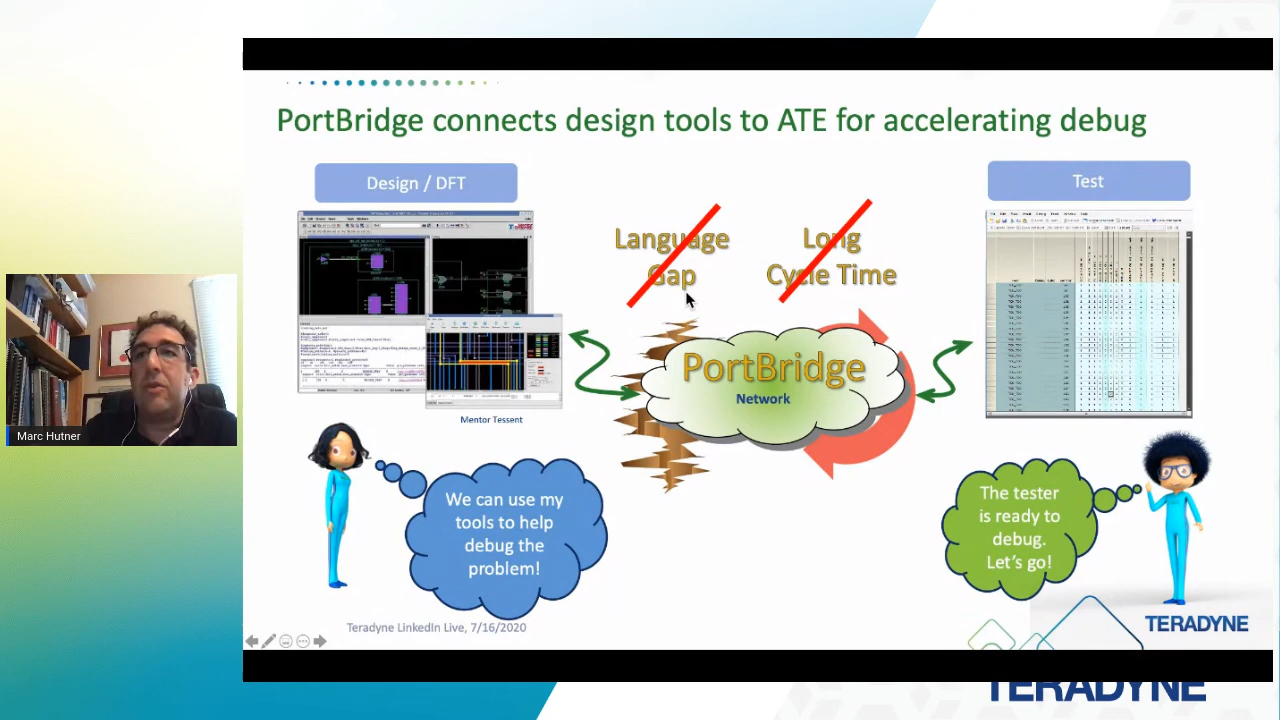 PortBridge connects design tools to ATE for accelerating debug
Design / DFT
Test
Language
Gap
Long
Cycle Time
PortBridge
Network
Mentor Tessent
We can use my
tools to help
debug the
problem!
The tester
is ready to
debug.
Let's go!
Marc Hutner
Teradyne LinkedIn Live, 7/16/2020
TERADYNE
TERADYNE